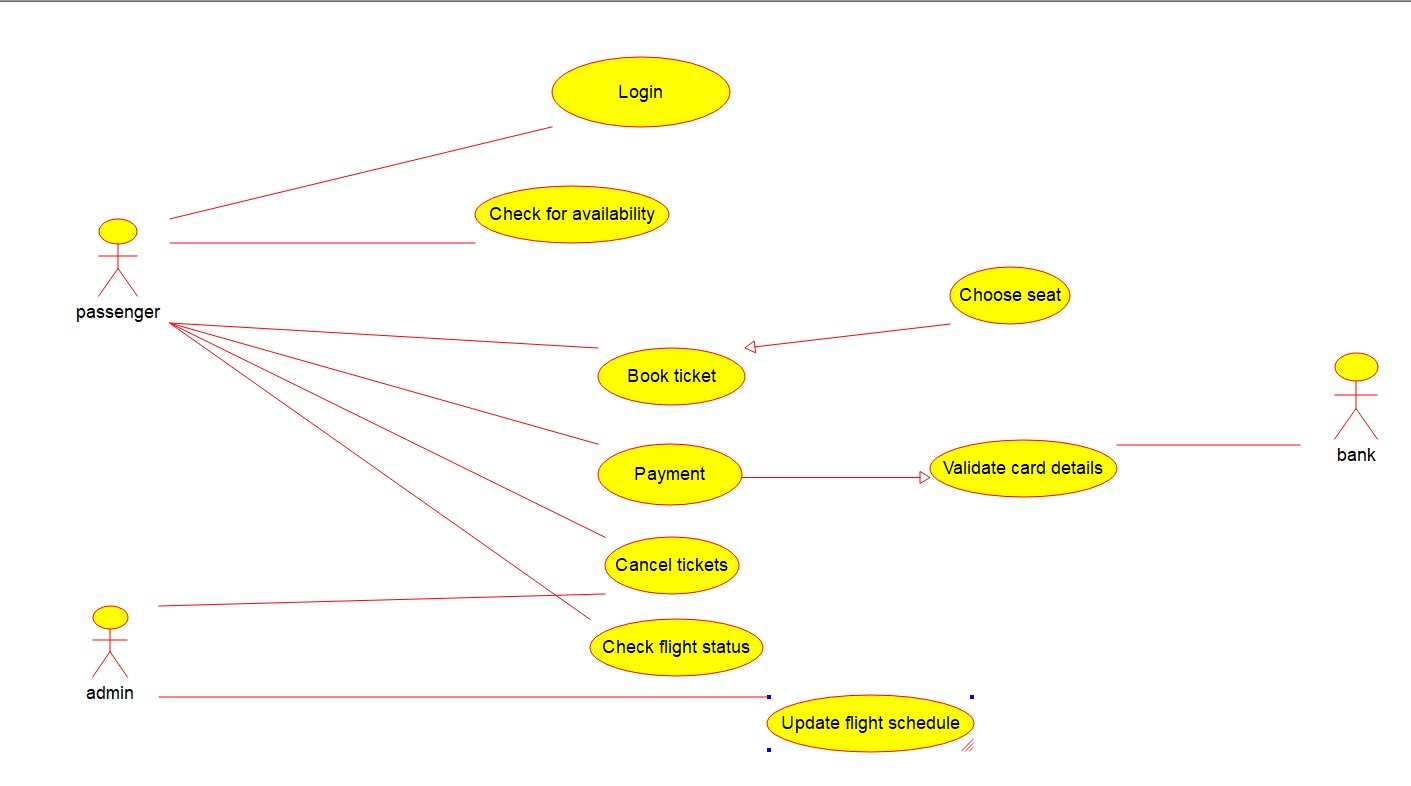 Login
Check for availability
Choose seat
passenger
Book ticket
bank
Validate card details
Payment
Cancel tickets
Check flight status
admin
Update flight schedule